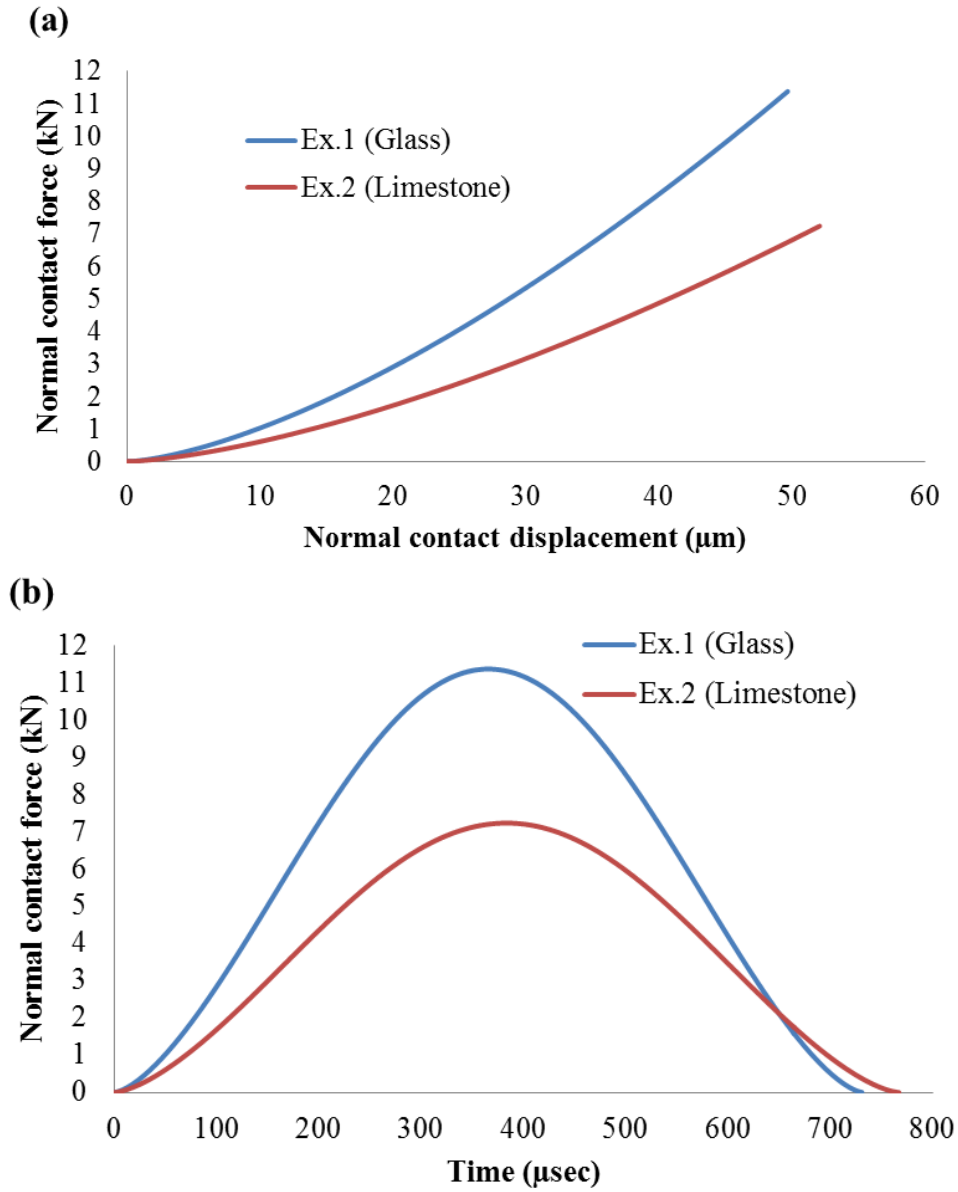 (a)
Normal contact force (kN)
12
11
10
9
8
7
6
5
4
3
2
1
0
Ex.1 (Glass)
Ex.2 (Limestone)
0 10 20 30 40 50 60
Normal contact displacement (μm)
(b)
Normal contact force (kN)
12
11
10
9
8
7
6
5
4
3
2
1
0
Ex.1 (Glass)
Ex.2 (Limestone)
0 100 200 300 400 500 600 700 800
Time (μsec)